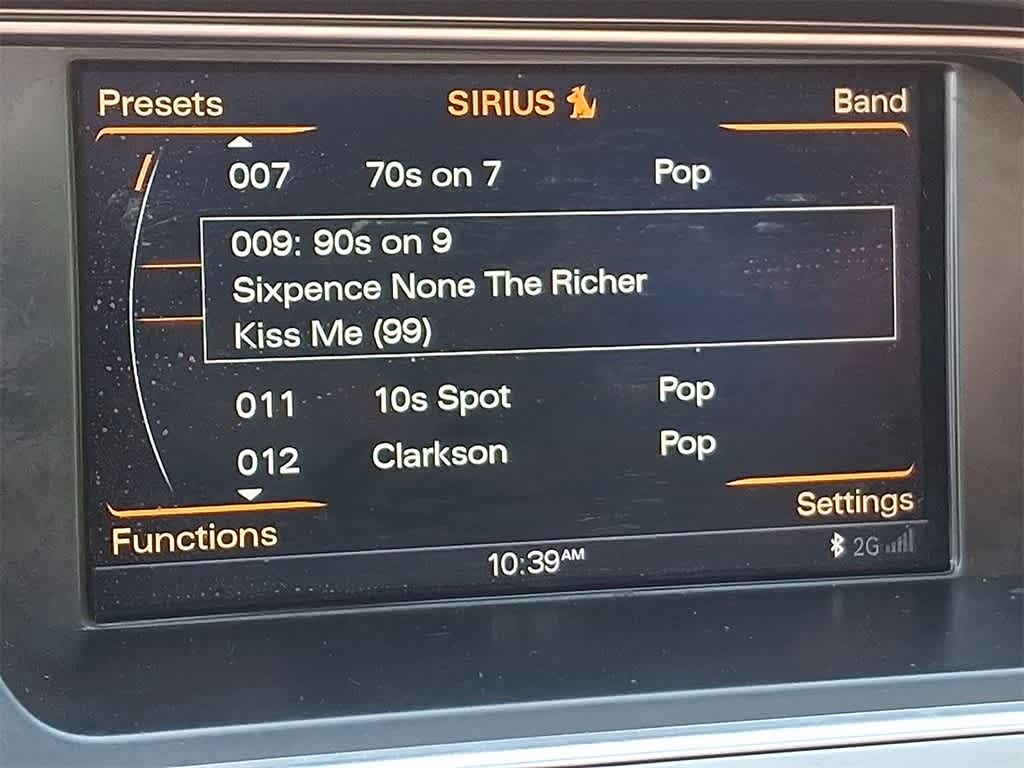 Presets SIRIUS Band
007 70s on 7 Pop
009: 90s on 9
Sixpence None The Richer
Kiss Me (99)
011 10s Spot Pop
012 Clarkson Pop
Settings
Functions
10:39AM 2G